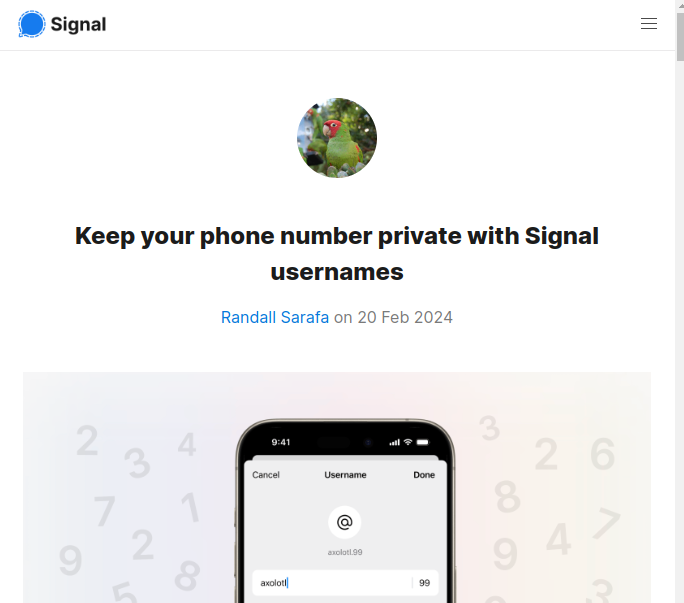 Signal
Keep your phone number private with Signal
usernames
Randall Sarafa on 20 Feb 2024
9:41
Cancel Username Done
@
axolotl.99
axolotl 99
2 3 4
7 1
9 2 8
5
3 2 6
8 7
9 4
3